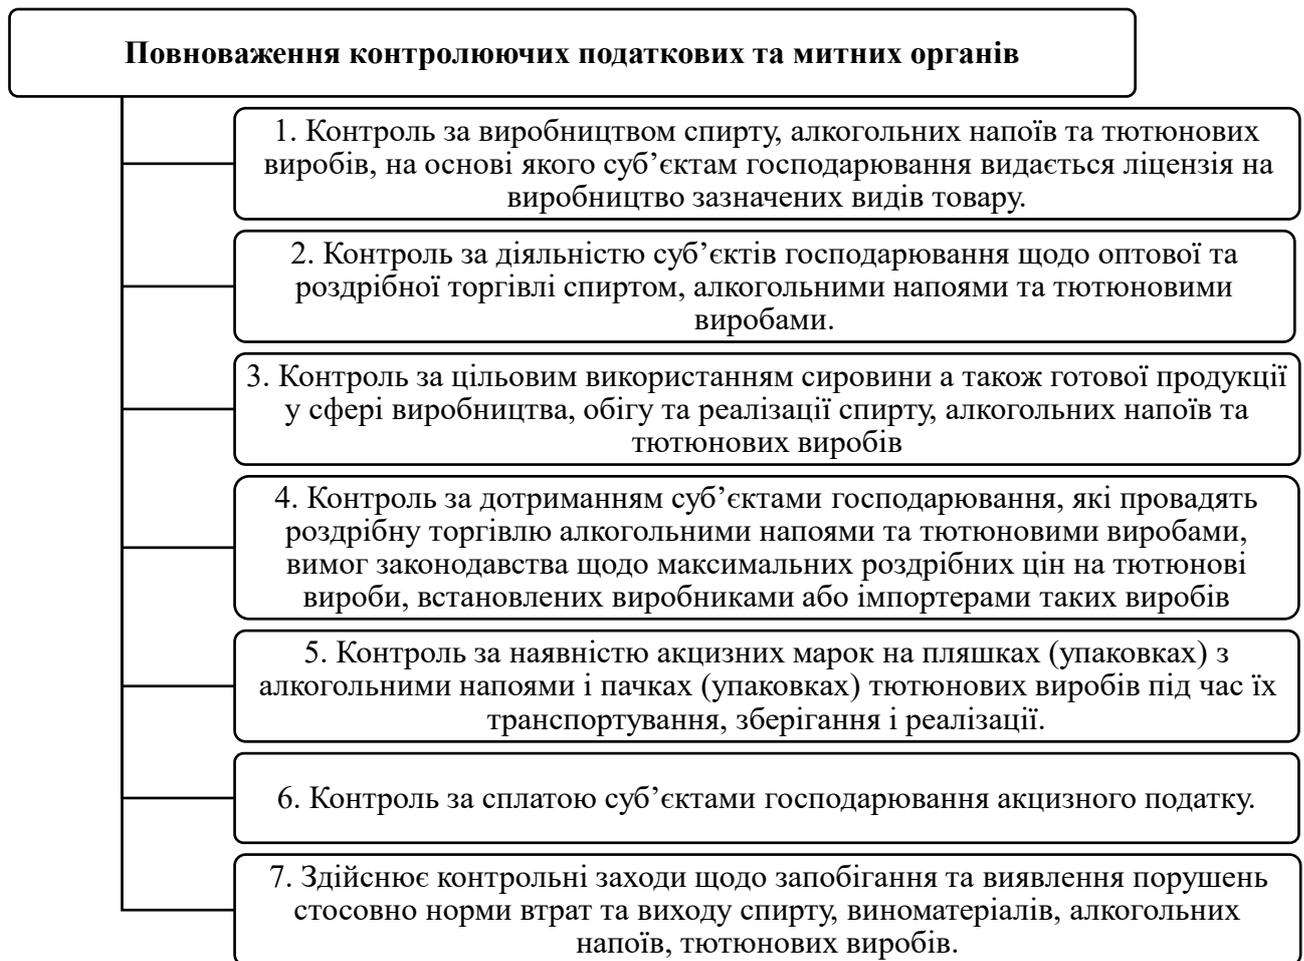 Повноваження контролюючих податкових та митних органів
1. Контроль за виробництвом спирту, алкогольних напоїв та тютюнових
виробів, на основі якого суб’єктам господарювання видається ліцензія на
виробництво зазначених видів товару.
2. Контроль за діяльністю суб’єктів господарювання щодо оптової та
роздрібної торгівлі спиртом, алкогольними напоями та тютюновими
виробами.
3. Контроль за цільовим використанням сировини а також готової продукції
у сфері виробництва, обігу та реалізації спирту, алкогольних напоїв та
тютюнових виробів
4. Контроль за дотриманням суб’єктами господарювання, які провадять
роздрібну торгівлю алкогольними напоями та тютюновими виробами,
вимог законодавства щодо максимальних роздрібних цін на тютюнові
вироби, встановлених виробниками або імпортерами таких виробів
5. Контроль за наявністю акцизних марок на пляшках (упаковках) з
алкогольними напоями і пачках (упаковках) тютюнових виробів під час їх
транспортування, зберігання і реалізації.
6. Контроль за сплатою суб’єктами господарювання акцизного податку.
7. Здійснює контрольні заходи щодо запобігання та виявлення порушень
стосовно норми втрат та виходу спирту, виноматеріалів, алкогольних
напоїв, тютюнових виробів.